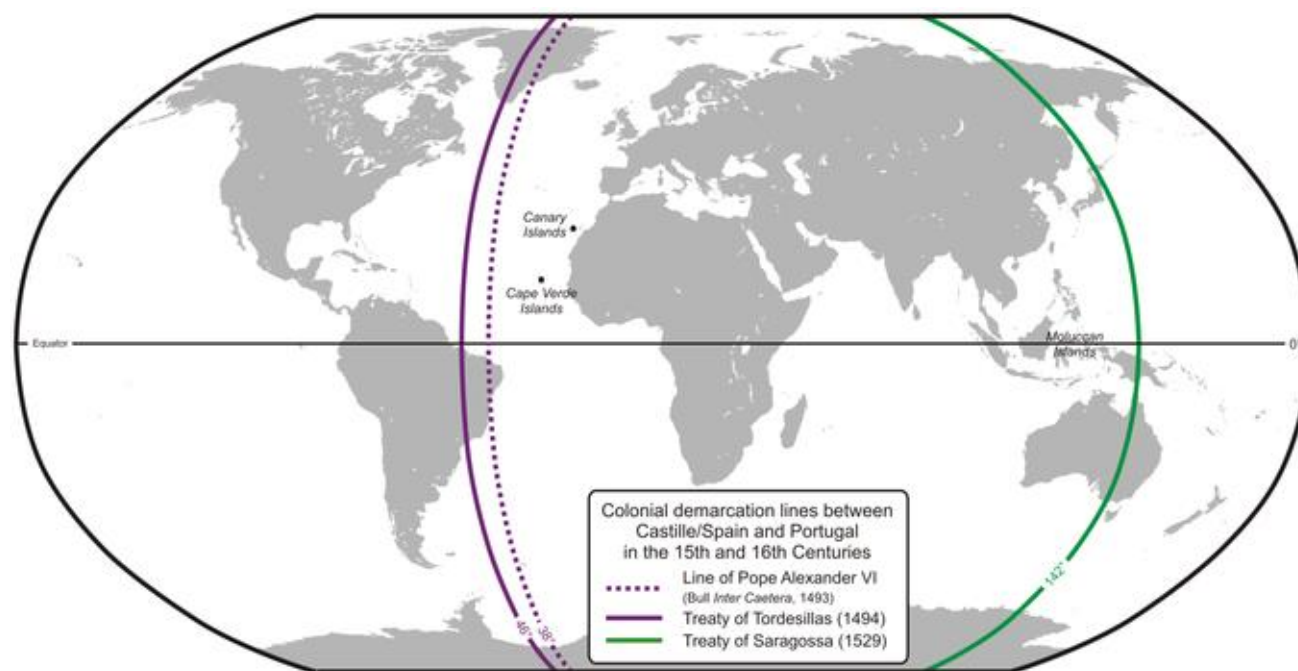 Canary
Islands
Cape Verde
Islands
Equator
Moluccan
Islands
0
46°
38°
142°
Colonial demarcation lines between
Castille/Spain and Portugal
in the 15th and 16th Centuries
Line of Pope Alexander VI
(Bull Inter Caetera, 1493)
Treaty of Tordesillas (1494)
Treaty of Saragossa (1529)